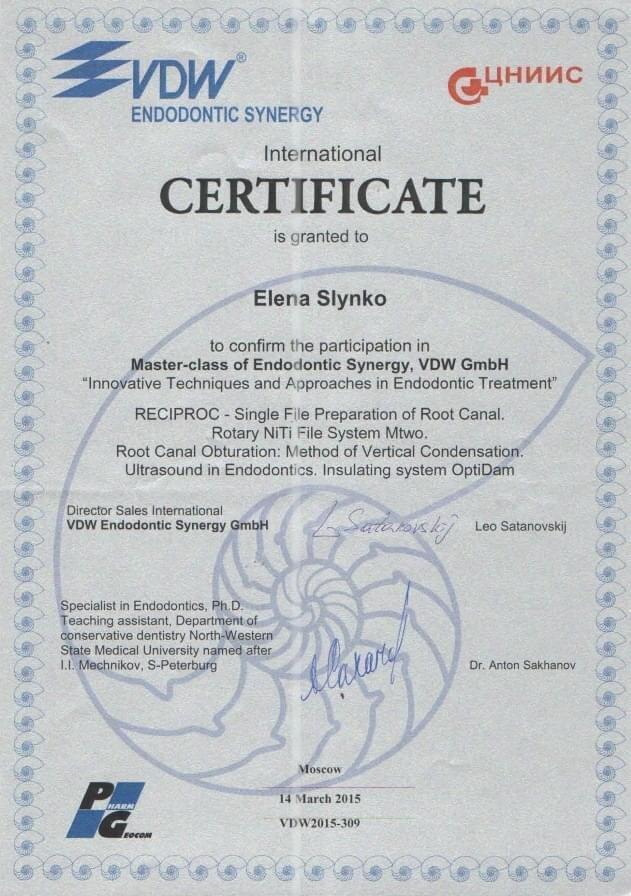 VDW®
ENDODONTIC SYNERGY
ЦНИИС
International
CERTIFICATE
is granted to
Elena Slynko
to confirm the participation in
Master-class of Endodontic Synergy, VDW GmbH
“Innovative Techniques and Approaches in Endodontic Treatment”
RECIPROC - Single File Preparation of Root Canal.
Rotary NiTi File System Mtwo.
Root Canal Obturation: Method of Vertical Condensation.
Ultrasound in Endodontics. Insulating system OptiDam
Director Sales International
VDW Endodontic Synergy GmbH
L Satanovskij
Leo Satanovskij
Specialist in Endodontics, Ph.D.
Teaching assistant, Department of
conservative dentistry North-Western
State Medical University named after
I.I. Mechnikov, S-Peterburg
Dr. Anton Sakhanov
PHARM
GEOCOM
Moscow
14 March 2015
VDW2015-309